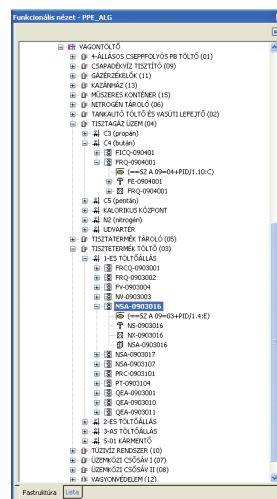 Funkcionális nézet - PPE_ALG
VAGONTÖLTŐ
4-ÁLLÁSOS CSEPPFOLYÓS PB TÖLTŐ (01)
CSAPADÉKVÍZ TISZTÍTÓ (09)
GÁZÉRZÉKELŐK (11)
KAZÁNHÁZ (13)
MŰSZERES KONTÉNER (15)
NITROGÉN TÁROLÓ (06)
TANKAUTÓ TÖLTŐ ÉS VASÚTI LEFEJTŐ (02)
TISZTAGÁZ ÜZEM (04)
C3 (propán)
C4 (bután)
FICQ-090401
FRQ-0904001
(==SZ A 09=04+PID/1.10:C)
FE-0904001
FRQ-0904001
C5 (pentán)
KALORIKUS KÖZPONT
N2 (nitrogén)
UDVARTÉR
TISZTATERMÉK TÁROLÓ (05)
TISZTETERMÉK TÖLTŐ (03)
1-ES TÖLTŐÁLLÁS
FRCQ-0903001
FRQ-0903002
FV-0903004
NV-0903003
NSA-0903016
(==SZ A 09=03+PID/1.4:E)
NS-0903016
NX-0903016
NSA-0903016
NSA-0903017
NSA-0903107
PRC-0903101
PT-0903104
QEA-0903001
QEA-0903010
QEA-0903011
2-ES TÖLTŐÁLLÁS
3-AS TÖLTŐÁLLÁS
S-01 KÁRMENTŐ
TŰZIVÍZ RENDSZER (10)
ÜZEMKÖZI CSŐSÁV I (07)
ÜZEMKÖZI CSŐSÁV II (08)
VAGYONVÉDELEM (12)
Fastruktúra Lista